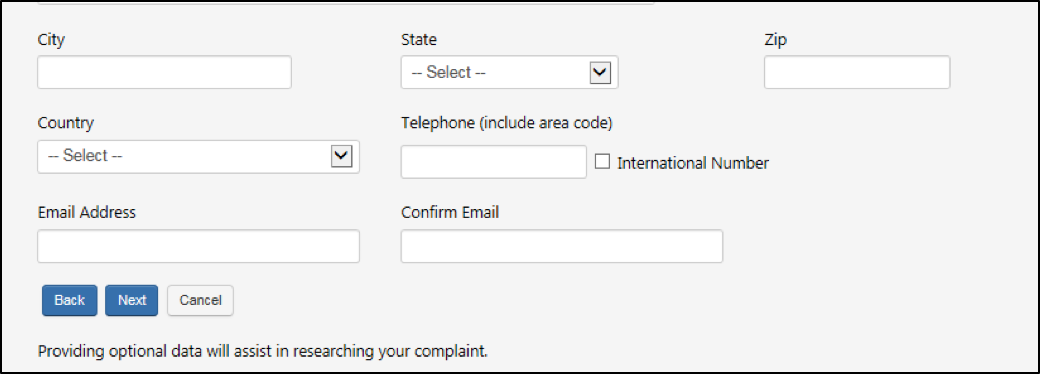 City State Zip
-- Select --
Country Telephone (include area code)
-- Select -- International Number
Email Address Confirm Email
Back Next Cancel
Providing optional data will assist in researching your complaint.